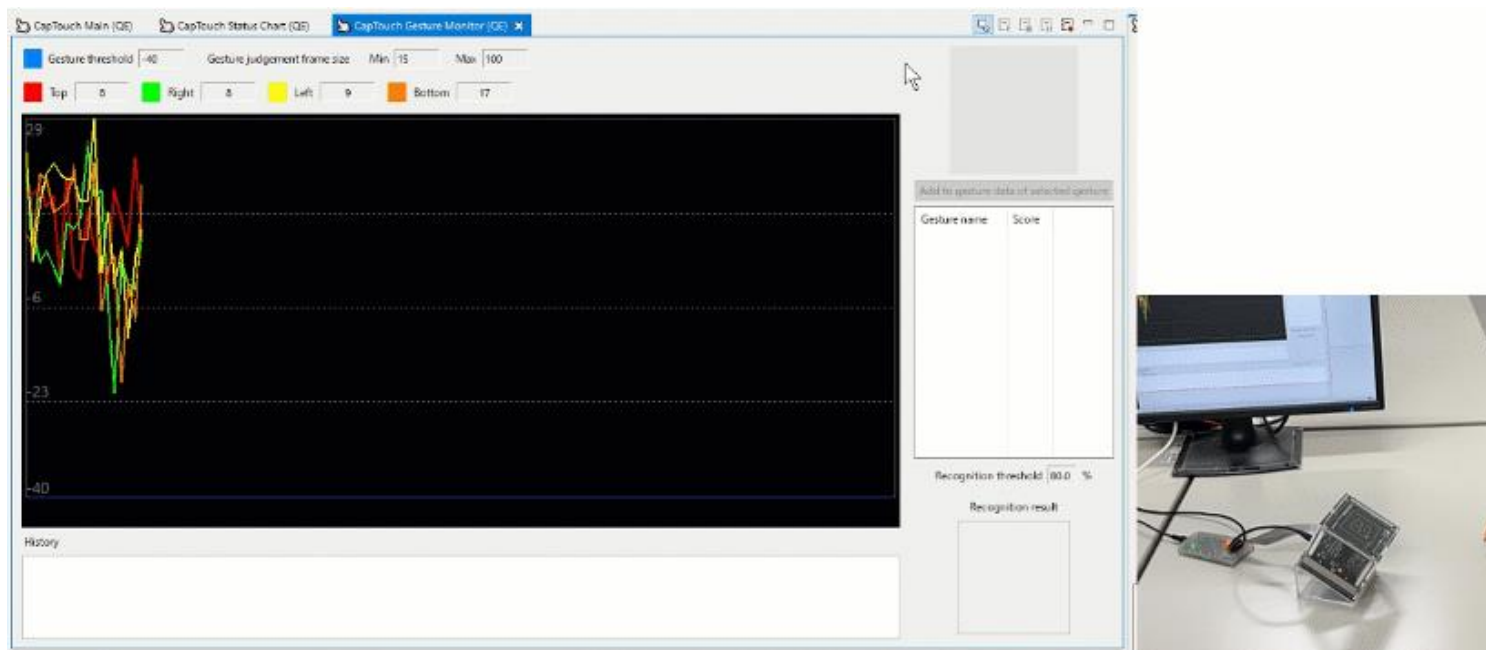 CapTouch Main (QE) CapTouch Status Chart (QE) CapTouch Gesture Monitor (QE)
Gesture threshold -40 Gesture judgement frame size Min 15 Max 100
Top 8 Right 8 Left 9 Bottom 17
29
-6
-23
-40
Add to gesture data of selected gesture
Gesture name Score
Recognition threshold 80.0 %
Recognition result
History